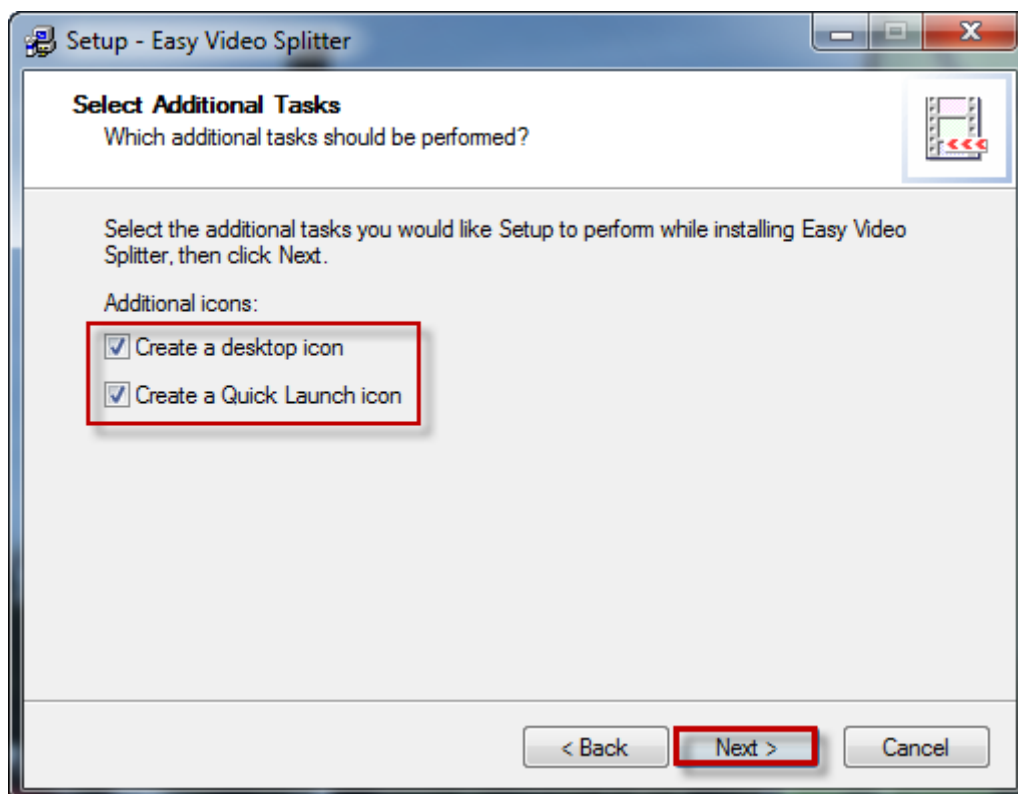 Setup - Easy Video Splitter
Select Additional Tasks
Which additional tasks should be performed?
Select the additional tasks you would like Setup to perform while installing Easy Video
Splitter, then click Next.
Additional icons:
Create a desktop icon
Create a Quick Launch icon
< Back Next > Cancel